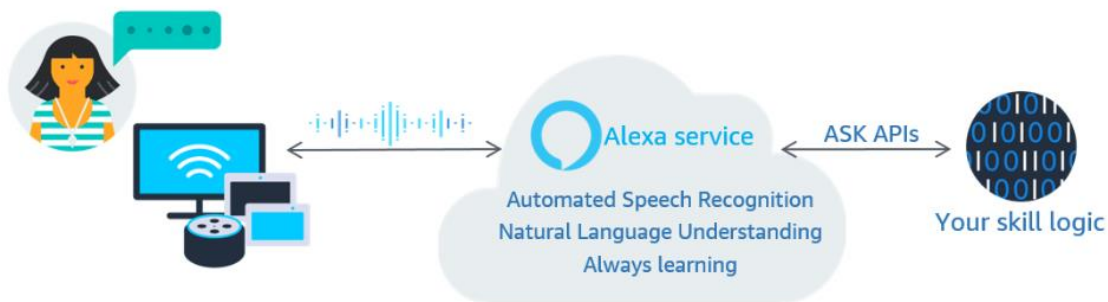 Alexa service
ASK APIs
Automated Speech Recognition
Natural Language Understanding
Always learning
Your skill logic